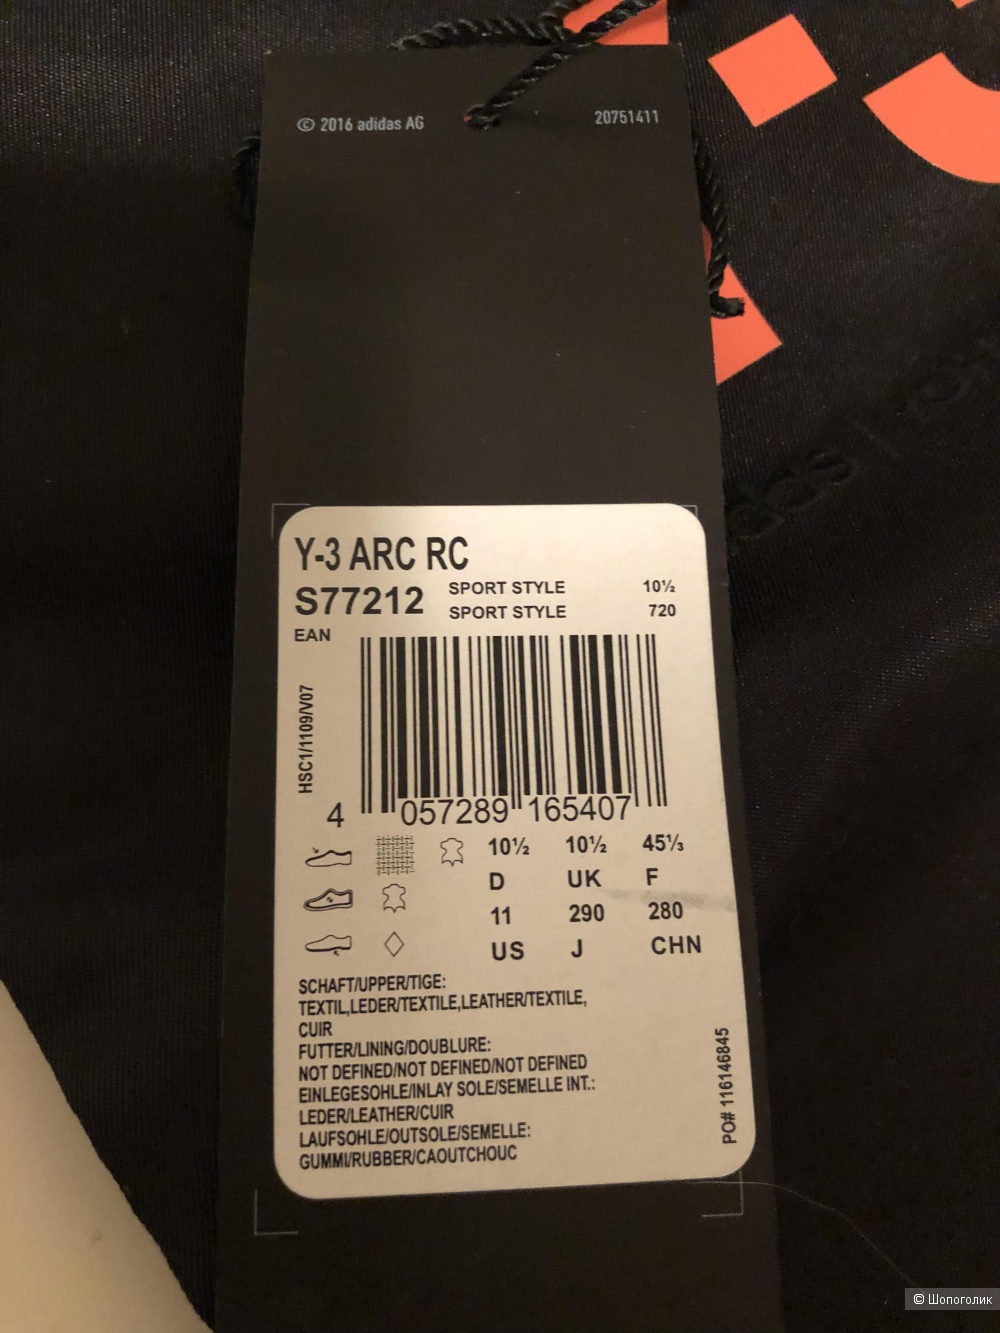 © 2016 adidas AG
20751411
Y-3 ARC RC
S77212
SPORT STYLE
10½
SPORT STYLE
720
EAN
HSC1/1109/V07
4 057289 165407
10½ 10½ 45⅓
D UK F
11 290 280
US J CHN
SCHAFT/UPPER/TIGE:
TEXTIL,LEDER/TEXTILE,LEATHER/TEXTILE,
CUIR
FUTTER/LINING/DOUBLURE:
NOT DEFINED/NOT DEFINED/NOT DEFINED
EINLEGESOHLE/INLAY SOLE/SEMELLE INT.:
LEDER/LEATHER/CUIR
LAUFSOHLE/OUTSOLE/SEMELLE:
GUMMI/RUBBER/CAOUTCHOUC
PO# 116146845
© Шопоголик